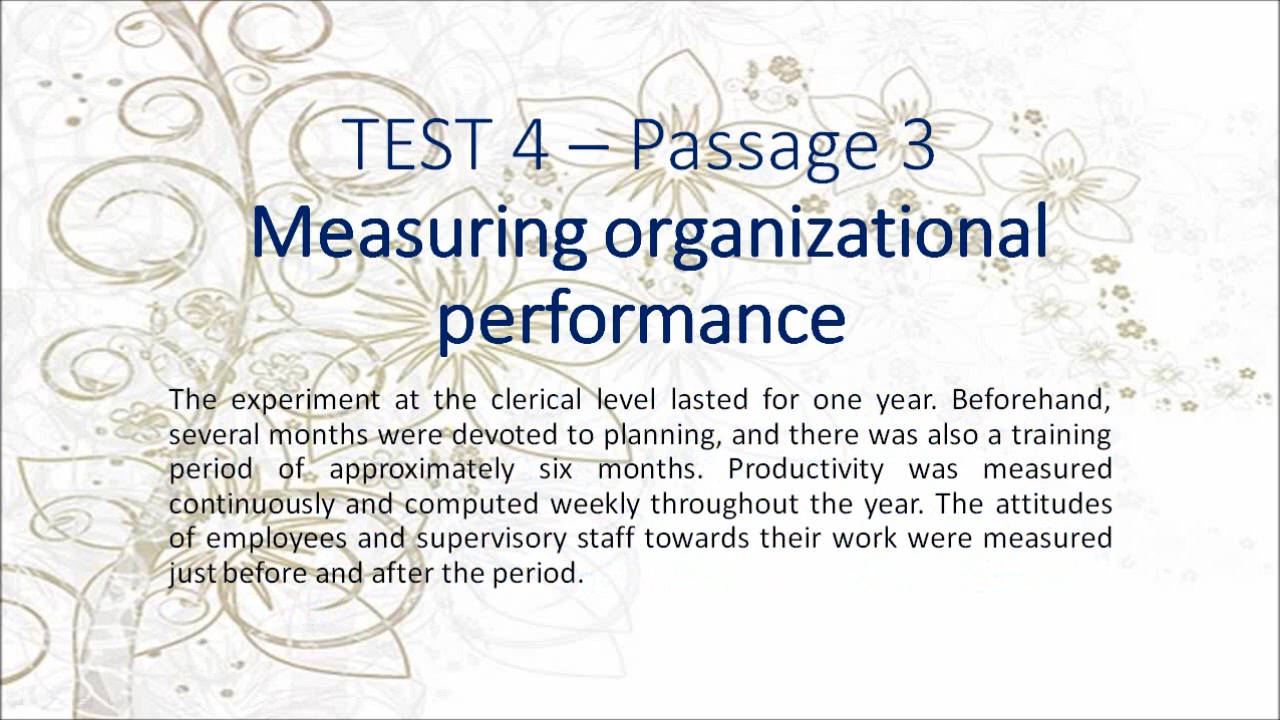 TEST 4 – Passage 3
Measuring organizational
performance
The experiment at the clerical level lasted for one year. Beforehand,
several months were devoted to planning, and there was also a training
period of approximately six months. Productivity was measured
continuously and computed weekly throughout the year. The attitudes
of employees and supervisory staff towards their work were measured
just before and after the period.